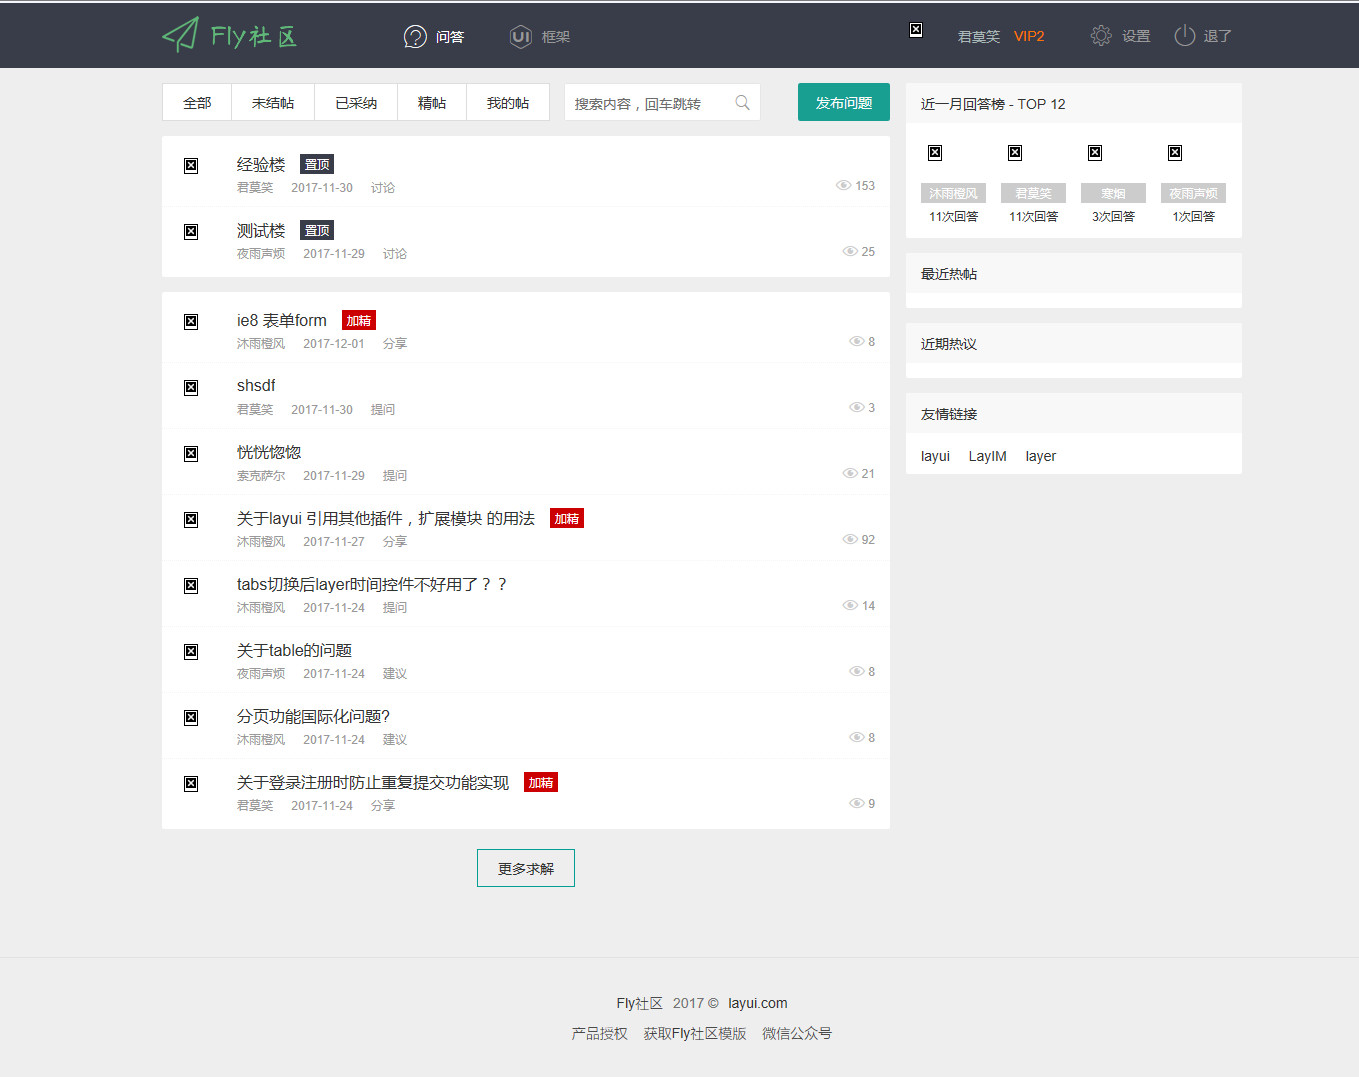 Fly社区 问答 UI 框架 君莫笑 VIP2 设置 退了
全部 未结帖 已采纳 精帖 我的帖 搜索内容，回车跳转 发布问题
经验楼 置顶
君莫笑 2017-11-30 讨论 153
测试楼 置顶
夜雨声烦 2017-11-29 讨论 25
ie8 表单form 加精
沐雨橙风 2017-12-01 分享 8
shsdf
君莫笑 2017-11-30 提问 3
恍恍惚惚
索克萨尔 2017-11-29 提问 21
关于layui 引用其他插件，扩展模块 的用法 加精
沐雨橙风 2017-11-27 分享 92
tabs切换后layer时间控件不好用了？？
沐雨橙风 2017-11-24 提问 14
关于table的问题
夜雨声烦 2017-11-24 建议 8
分页功能国际化问题?
沐雨橙风 2017-11-24 建议 8
关于登录注册时防止重复提交功能实现 加精
君莫笑 2017-11-24 分享 9
更多求解
近一月回答榜 - TOP 12
沐雨橙风 君莫笑 寒烟 夜雨声烦
11次回答 11次回答 3次回答 1次回答
最近热帖
近期热议
友情链接
layui LayIM layer
Fly社区 2017 © layui.com
产品授权 获取Fly社区模版 微信公众号